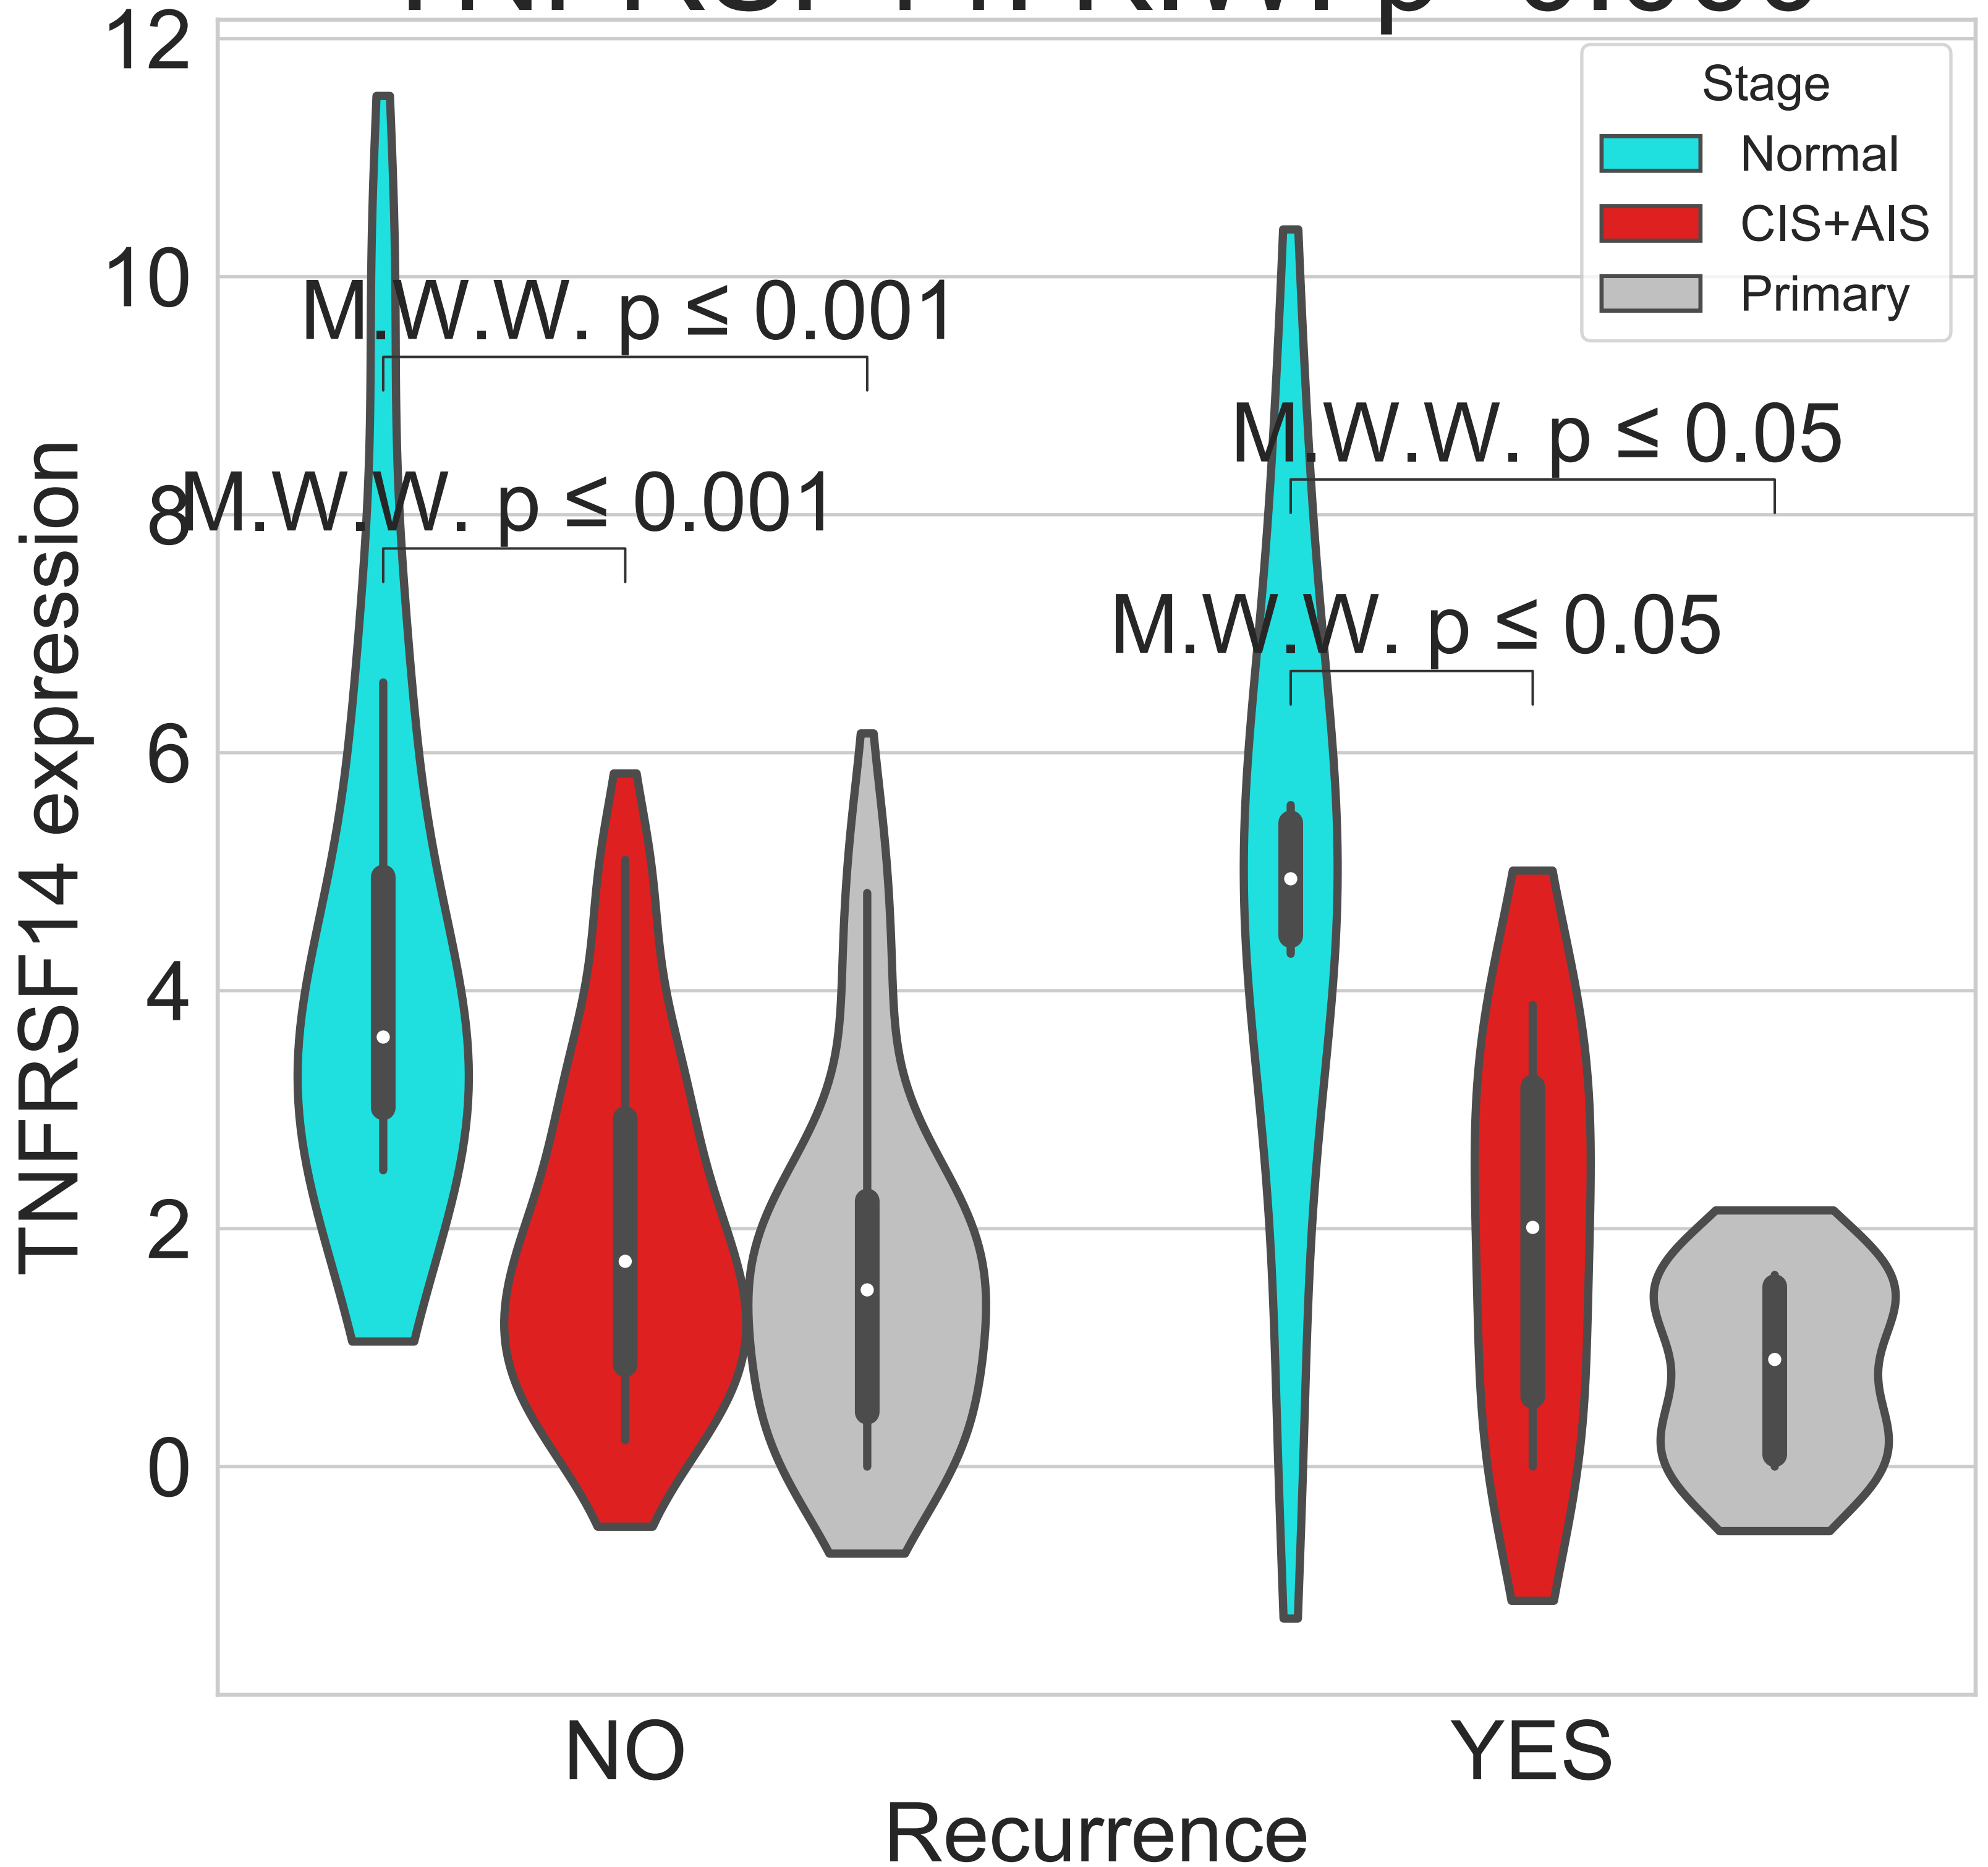 12
10
8
6
4
2
0
TNFRSF14 expression
Stage
Normal
CIS+AIS
Primary
M.W.W. p ≤ 0.001
M.W.W. p ≤ 0.05
M.W.W. p ≤ 0.001
M.W.W. p ≤ 0.05
NO
YES
Recurrence